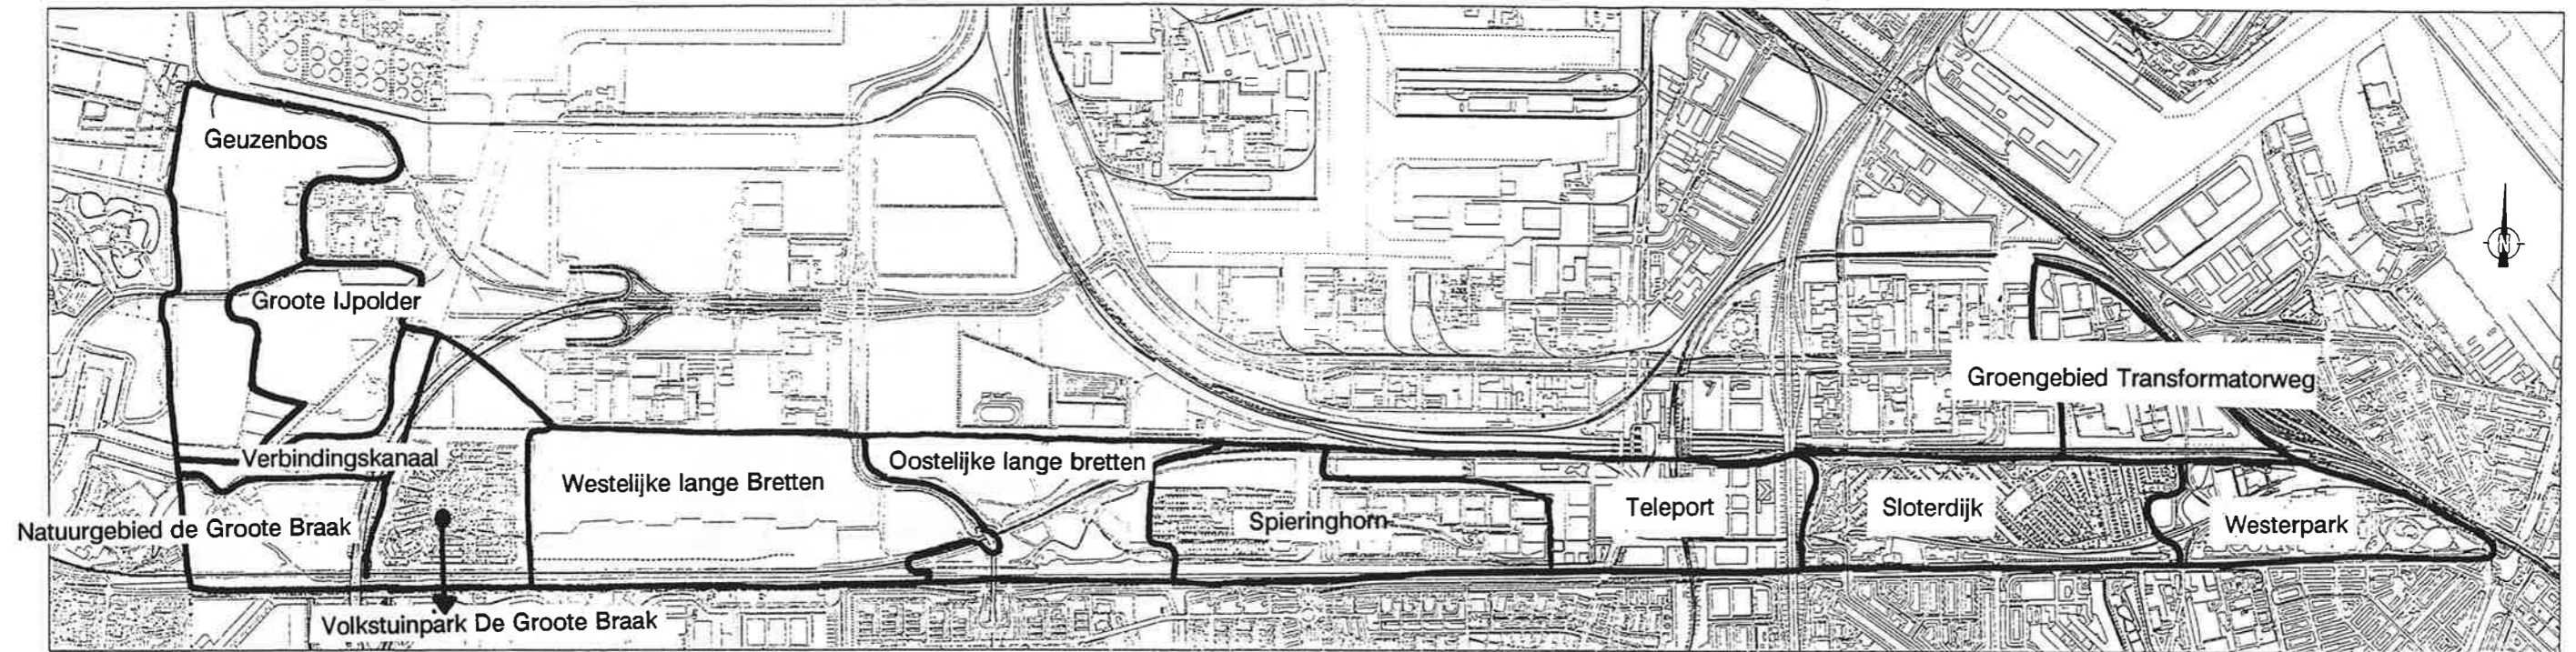 Geuzenbos
Groote IJpolder
Groengebied Transformatorweg
Verbindingskanaal
Westelijke lange Bretten
Oostelijke lange bretten
Natuurgebied de Groote Braak
Spieringhorn
Teleport
Sloterdijk
Westerpark
Volkstuinpark De Groote Braak
N